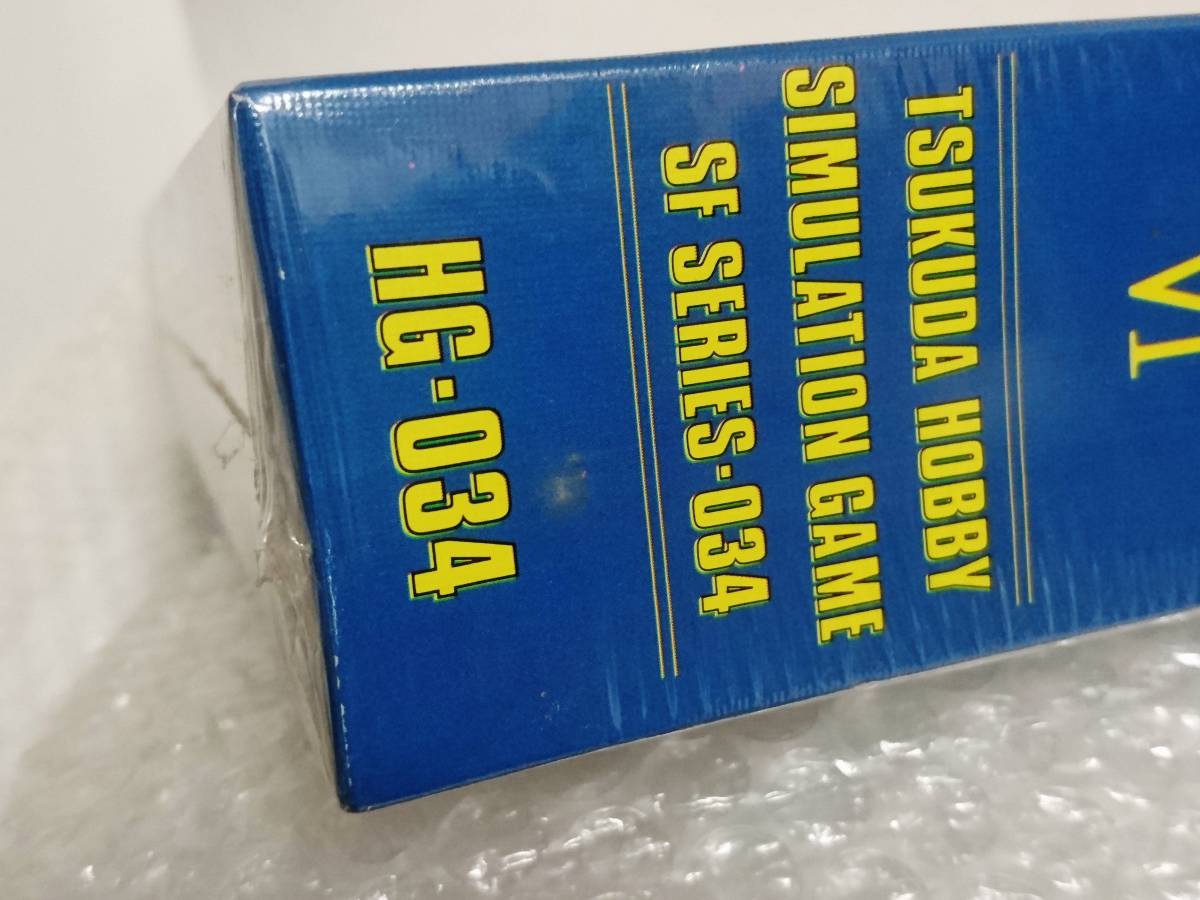 TSUKUDA HOBBY
SIMULATION GAME
SF SERIES·034
HG·034